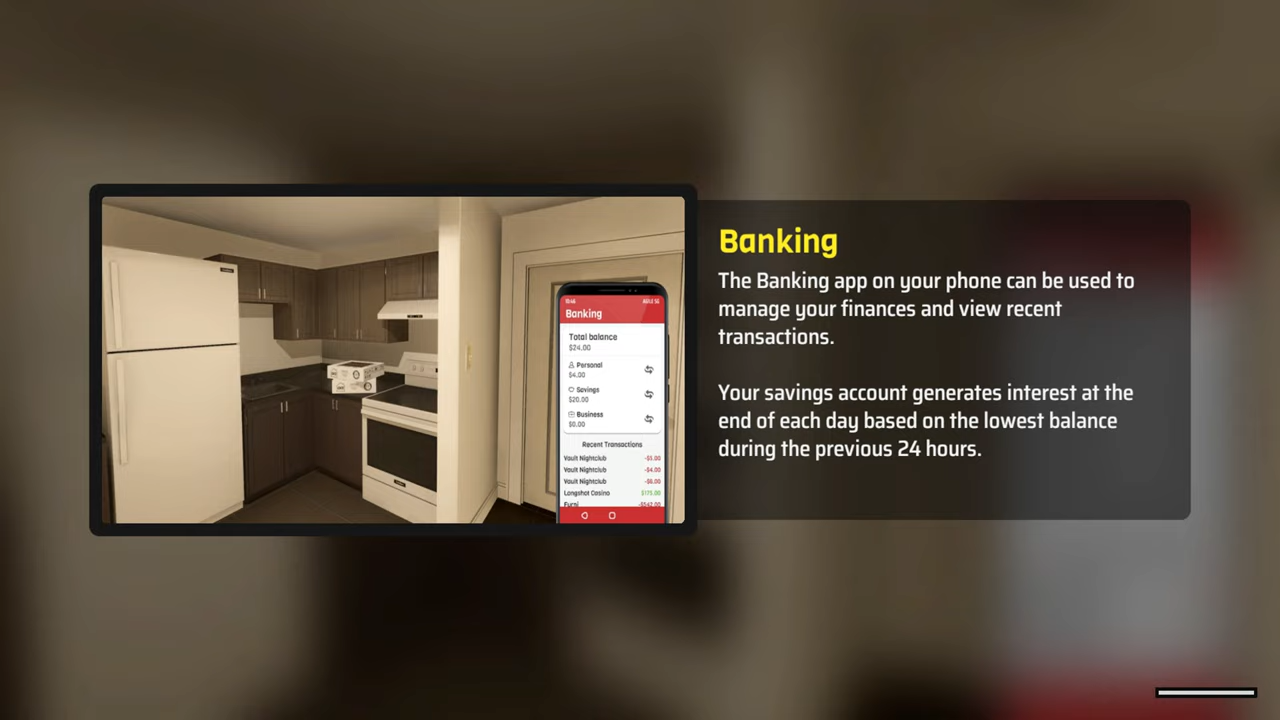 Banking
The Banking app on your phone can be used to
manage your finances and view recent
transactions.
Your savings account generates interest at the
end of each day based on the lowest balance
during the previous 24 hours.
Banking
Total balance
$24.00
Personal
$4.00
Savings
$20.00
Business
$0.00
Recent Transactions
Vault Nightclub -$5.00
Vault Nightclub -$4.00
Vault Nightclub -$6.00
Longshot Casino $175.00